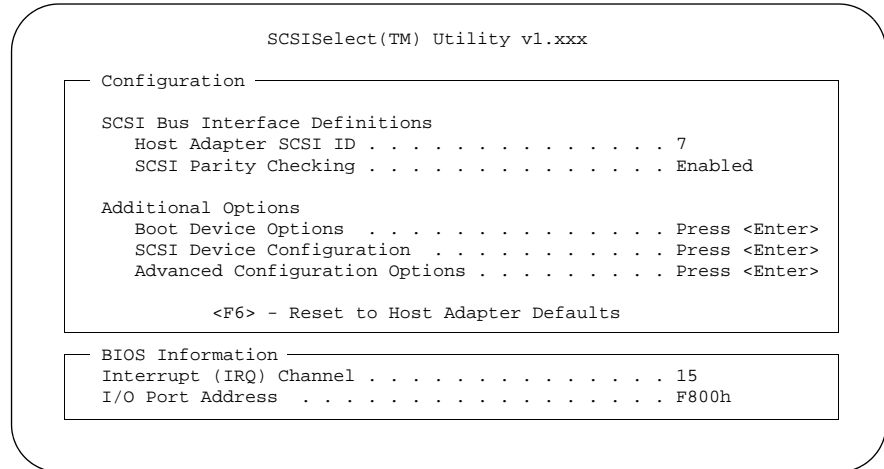 SCSISelect(TM) Utility v1.xxx
Configuration
SCSI Bus Interface Definitions
Host Adapter SCSI ID . . . . . . . . . . . . . . 7
SCSI Parity Checking . . . . . . . . . . . . . . Enabled
Additional Options
Boot Device Options . . . . . . . . . . . . . . Press <Enter>
SCSI Device Configuration . . . . . . . . . . Press <Enter>
Advanced Configuration Options . . . . . . . . . Press <Enter>
<F6> - Reset to Host Adapter Defaults
BIOS Information
Interrupt (IRQ) Channel . . . . . . . . . . . . . . 15
I/O Port Address . . . . . . . . . . . . . . . . . F800h